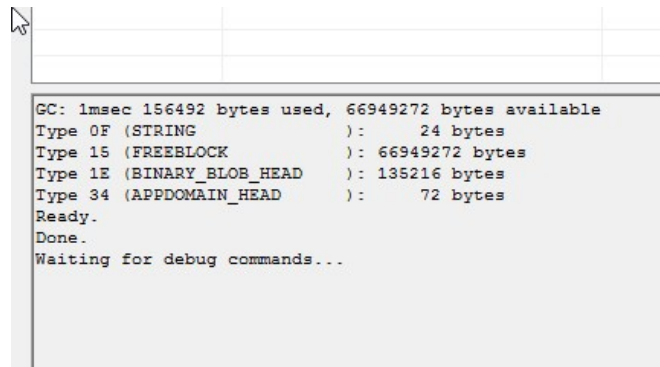 GC: 1msec 156492 bytes used, 66949272 bytes available
Type 0F (STRING              ):     24 bytes
Type 15 (FREEBLOCK           ): 66949272 bytes
Type 1E (BINARY_BLOB_HEAD    ): 135216 bytes
Type 34 (APPDOMAIN_HEAD      ):     72 bytes
Ready.
Done.
Waiting for debug commands...